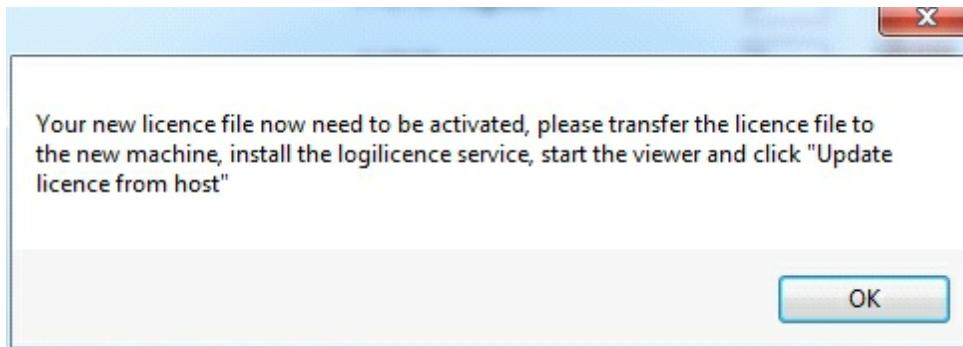 Your new licence file now need to be activated, please transfer the licence file to
the new machine, install the logilicence service, start the viewer and click "Update
licence from host"
OK